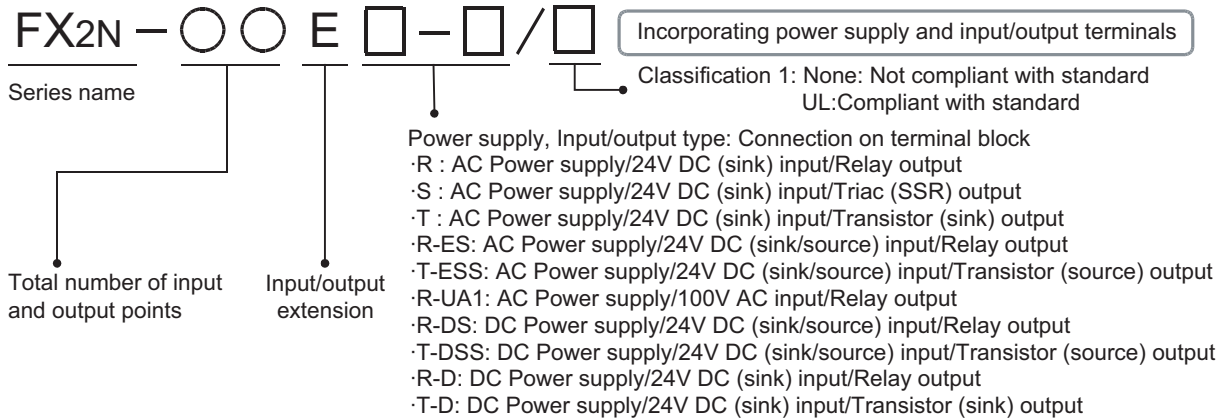 FX2N – ○○ E □ – □ / □
Incorporating power supply and input/output terminals
Series name
Classification 1: None: Not compliant with standard
UL:Compliant with standard
Power supply, Input/output type: Connection on terminal block
·R : AC Power supply/24V DC (sink) input/Relay output
·S : AC Power supply/24V DC (sink) input/Triac (SSR) output
·T : AC Power supply/24V DC (sink) input/Transistor (sink) output
·R-ES: AC Power supply/24V DC (sink/source) input/Relay output
·T-ESS: AC Power supply/24V DC (sink/source) input/Transistor (source) output
·R-UA1: AC Power supply/100V AC input/Relay output
·R-DS: DC Power supply/24V DC (sink/source) input/Relay output
·T-DSS: DC Power supply/24V DC (sink/source) input/Transistor (source) output
·R-D: DC Power supply/24V DC (sink) input/Relay output
·T-D: DC Power supply/24V DC (sink) input/Transistor (sink) output
Total number of input
and output points
Input/output
extension